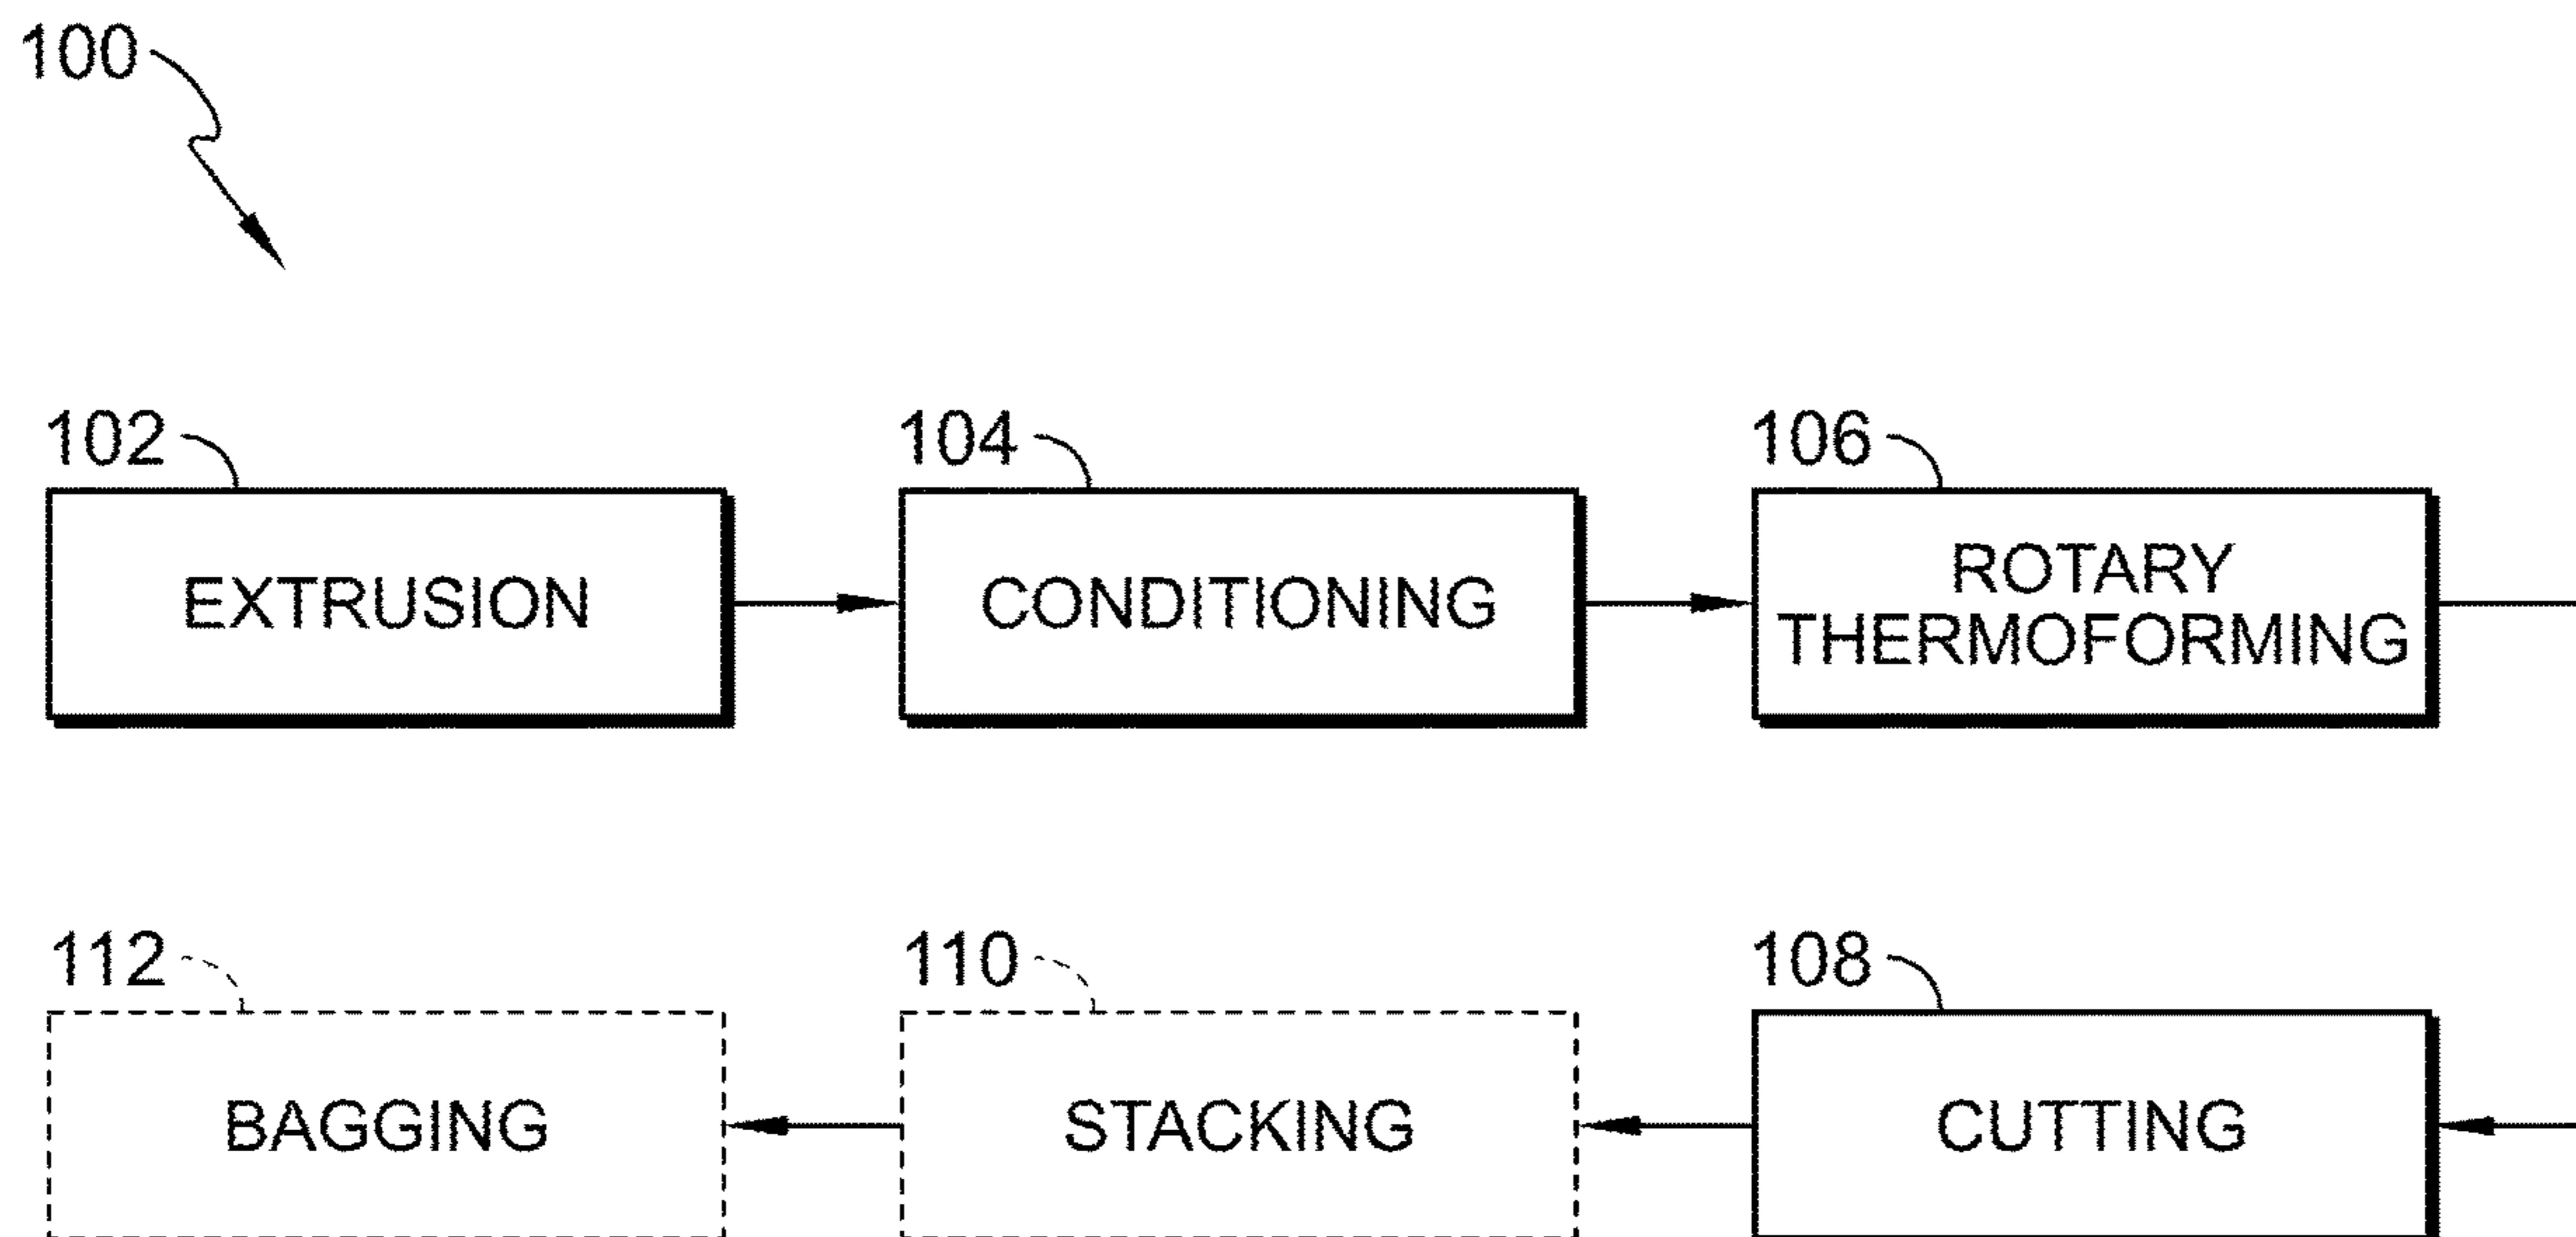 100
102
104
106
EXTRUSION
CONDITIONING
ROTARY
THERMOFORMING
112
110
108
BAGGING
STACKING
CUTTING